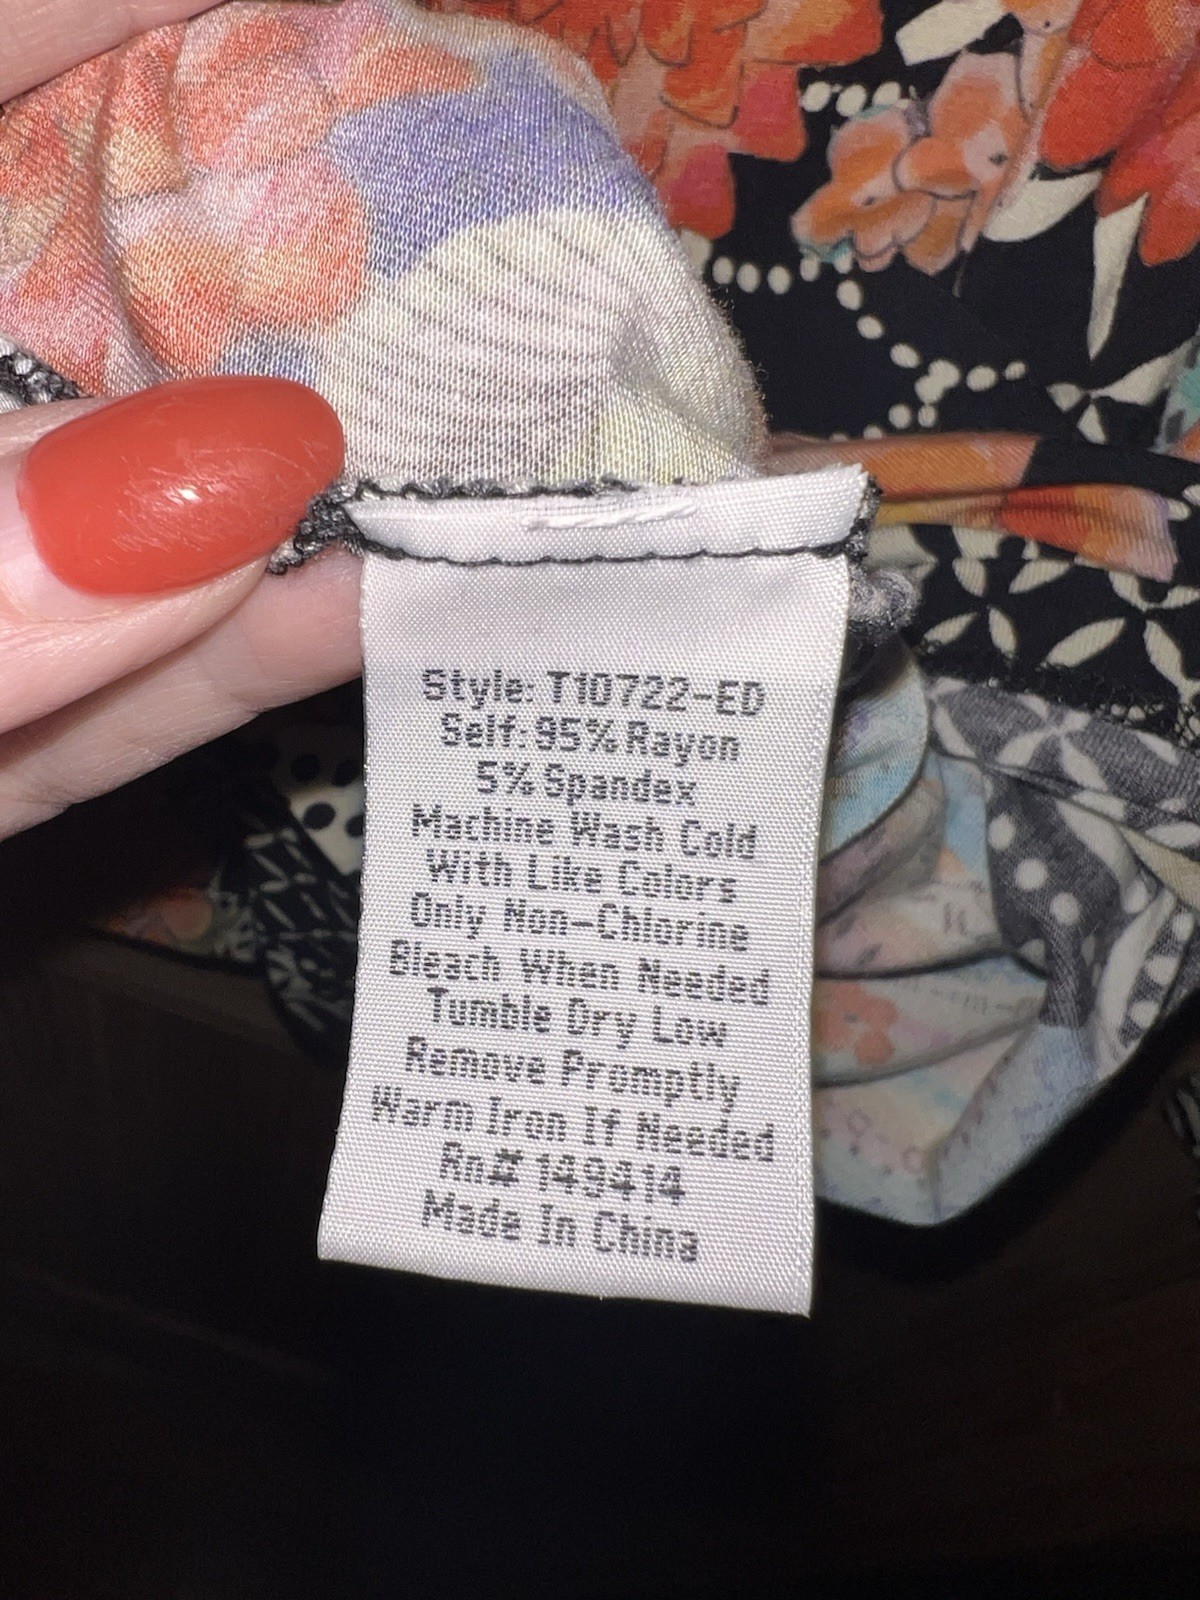 Style: T10722-ED
Self: 95% Rayon
5% Spandex
Machine Wash Cold
With Like Colors
Only Non-Chlorine
Bleach When Needed
Tumble Dry Low
Remove Promptly
Warm Iron If Needed
Rn# 149414
Made In China